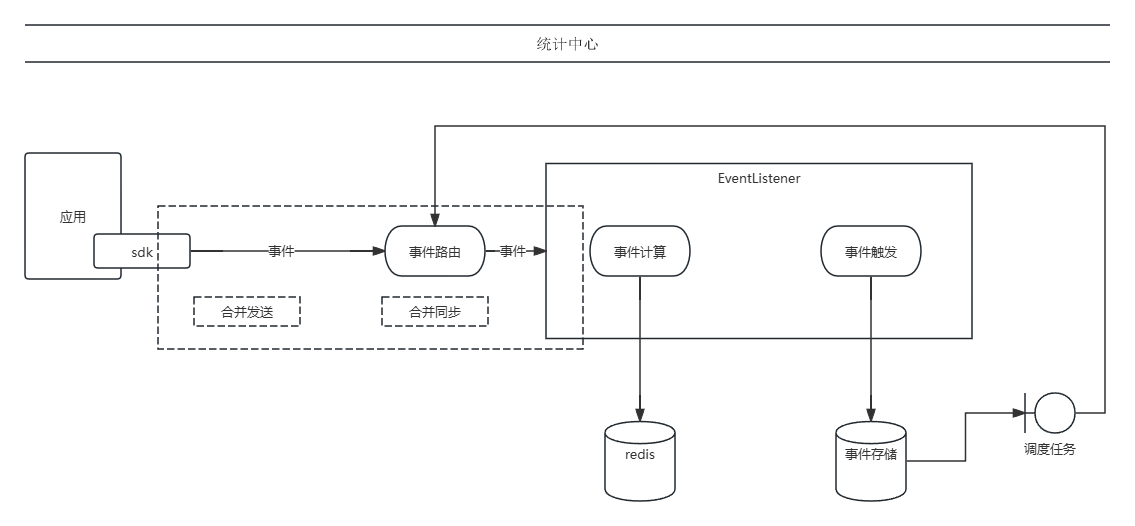 统计中心
EventListener
应用
sdk
事件
事件路由
事件
事件计算
事件触发
合并发送
合并同步
redis
事件存储
调度任务